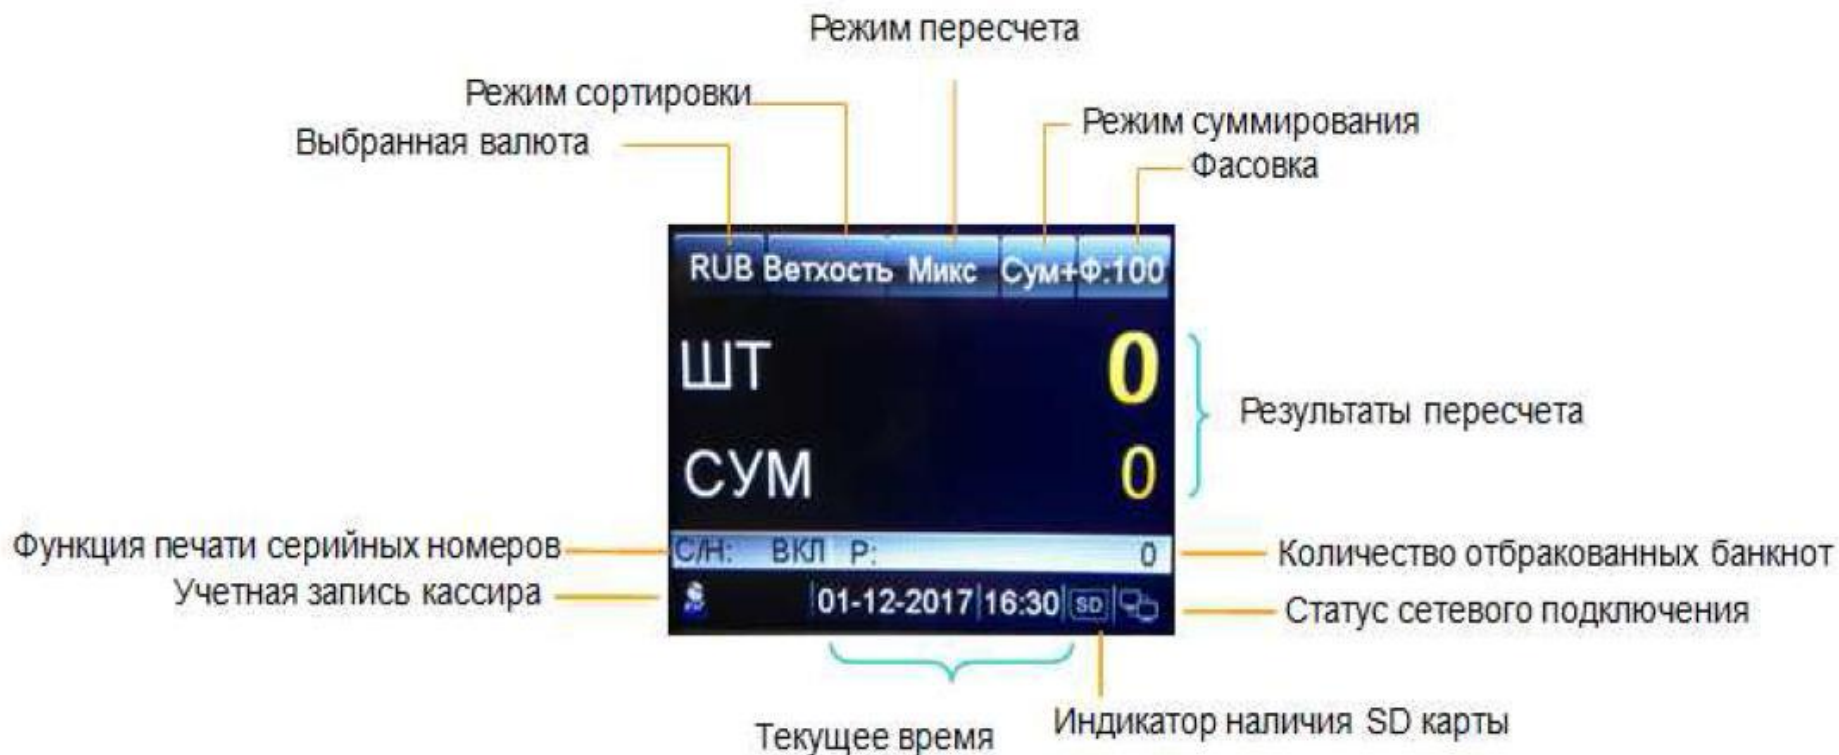 Режим пересчета
Режим сортировки
Режим суммирования
Выбранная валюта
Фасовка
RUB Ветхость Микс Сум+ Ф:100
ШТ 0
Результаты пересчета
СУМ 0
Функция печати серийных номеров
С/Н: ВКЛ Р: 0
Количество отбракованных банкнот
Учетная запись кассира
01-12-2017 16:30 SD
Статус сетевого подключения
Текущее время
Индикатор наличия SD карты